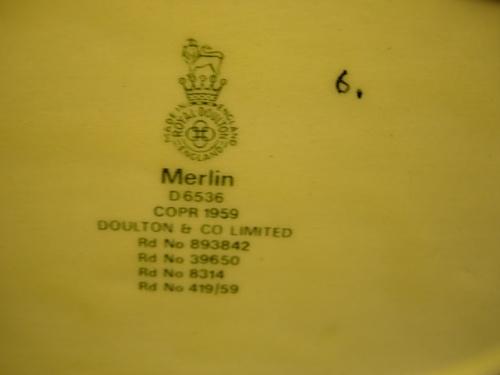 6.
MADE IN ENGLAND
ROYAL DOULTON
ENGLAND
Merlin
D6536
COPR 1959
DOULTON & CO LIMITED
Rd No 893842
Rd No 39650
Rd No 8314
Rd No 419/59